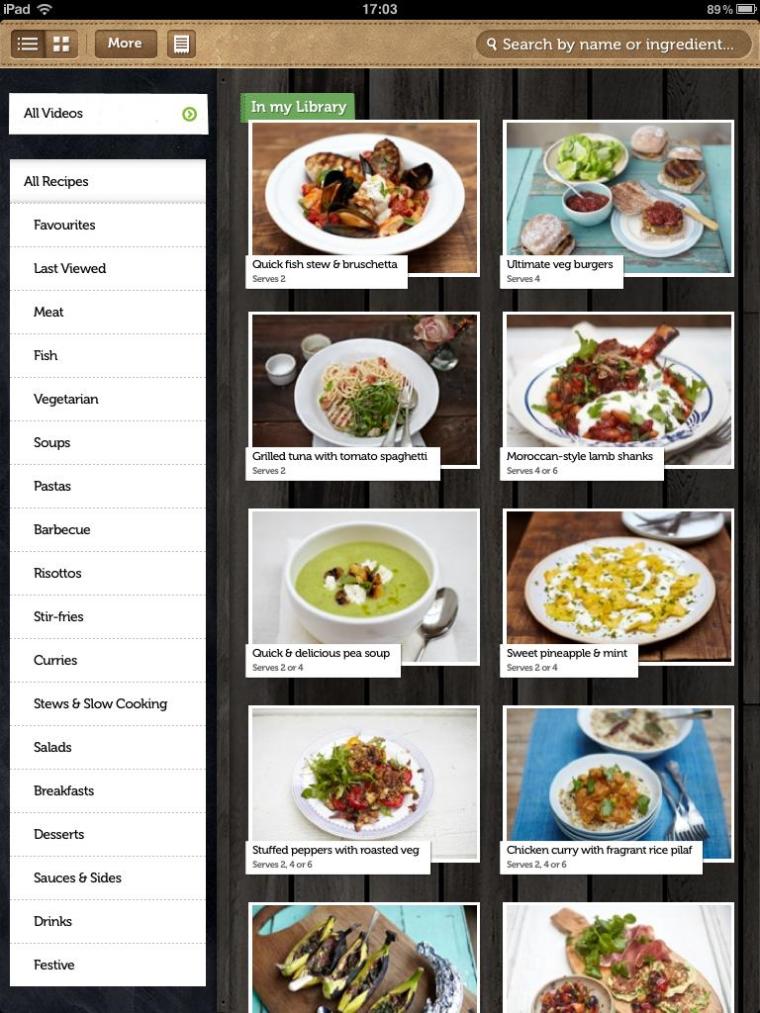 iPad
17:03
89%
More
Search by name or ingredient...
All Videos
All Recipes
Favourites
Last Viewed
Meat
Fish
Vegetarian
Soups
Pastas
Barbecue
Risottos
Stir-fries
Curries
Stews & Slow Cooking
Salads
Breakfasts
Desserts
Sauces & Sides
Drinks
Festive
In my Library
Quick fish stew & bruschetta
Serves 2
Ultimate veg burgers
Serves 4
Grilled tuna with tomato spaghetti
Serves 2
Moroccan-style lamb shanks
Serves 4 or 6
Quick & delicious pea soup
Serves 2 or 4
Sweet pineapple & mint
Serves 2 or 4
Stuffed peppers with roasted veg
Serves 2, 4 or 6
Chicken curry with fragrant rice pilaf
Serves 2, 4 or 6